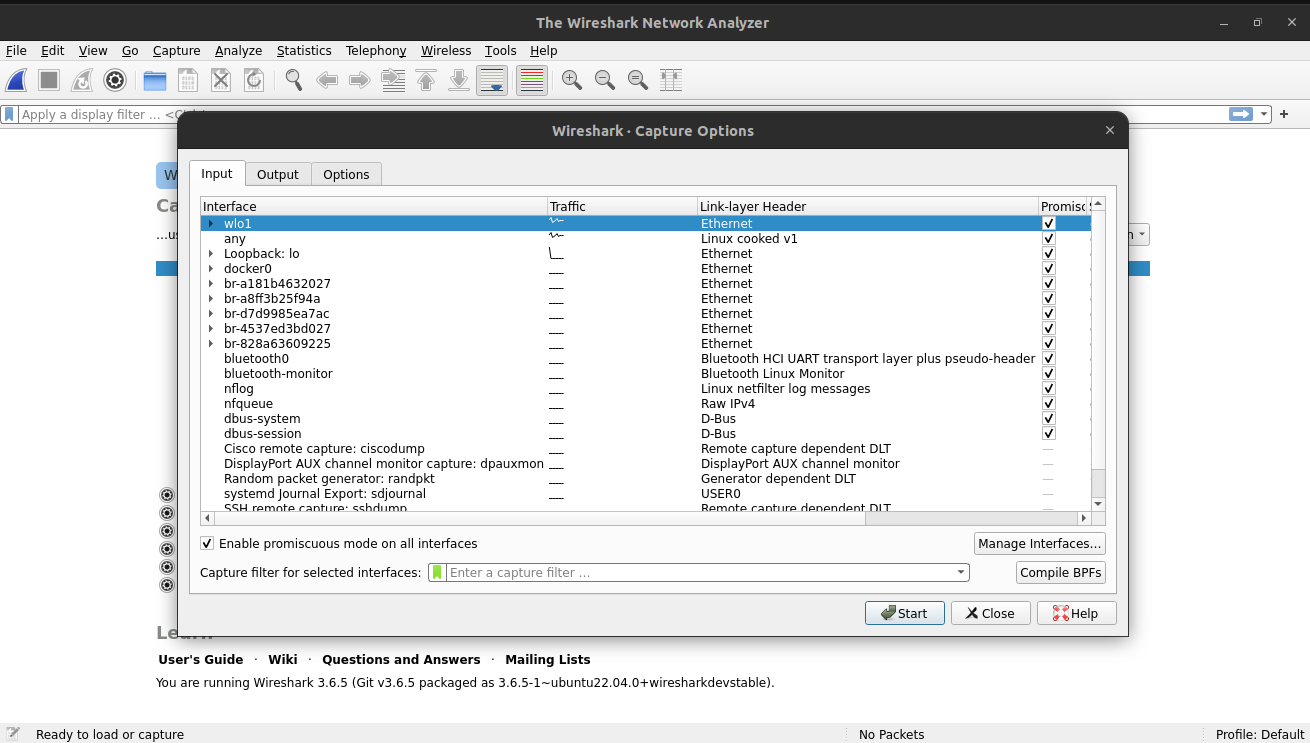 The Wireshark Network Analyzer
File Edit View Go Capture Analyze Statistics Telephony Wireless Tools Help
Apply a display filter ...
Wireshark · Capture Options
Input Output Options
Interface Traffic Link-layer Header Promisc
wlo1 Ethernet
any Linux cooked v1
Loopback: lo Ethernet
docker0 Ethernet
br-a181b4632027 Ethernet
br-a8ff3b25f94a Ethernet
br-d7d9985ea7ac Ethernet
br-4537ed3bd027 Ethernet
br-828a63609225 Ethernet
bluetooth0 Bluetooth HCI UART transport layer plus pseudo-header
bluetooth-monitor Bluetooth Linux Monitor
nflog Linux netfilter log messages
nfqueue Raw IPv4
dbus-system D-Bus
dbus-session D-Bus
Cisco remote capture: ciscodump Remote capture dependent DLT
DisplayPort AUX channel monitor capture: dpauxmon DisplayPort AUX channel monitor
Random packet generator: randpkt Generator dependent DLT
systemd Journal Export: sdjournal USER0
SSH remote capture: sshdump Remote capture dependent DLT
Enable promiscuous mode on all interfaces Manage Interfaces...
Capture filter for selected interfaces: Enter a capture filter ... Compile BPFs
Start Close Help
Learn
User's Guide · Wiki · Questions and Answers · Mailing Lists
You are running Wireshark 3.6.5 (Git v3.6.5 packaged as 3.6.5-1~ubuntu22.04.0+wiresharkdevstable).
Ready to load or capture No Packets Profile: Default